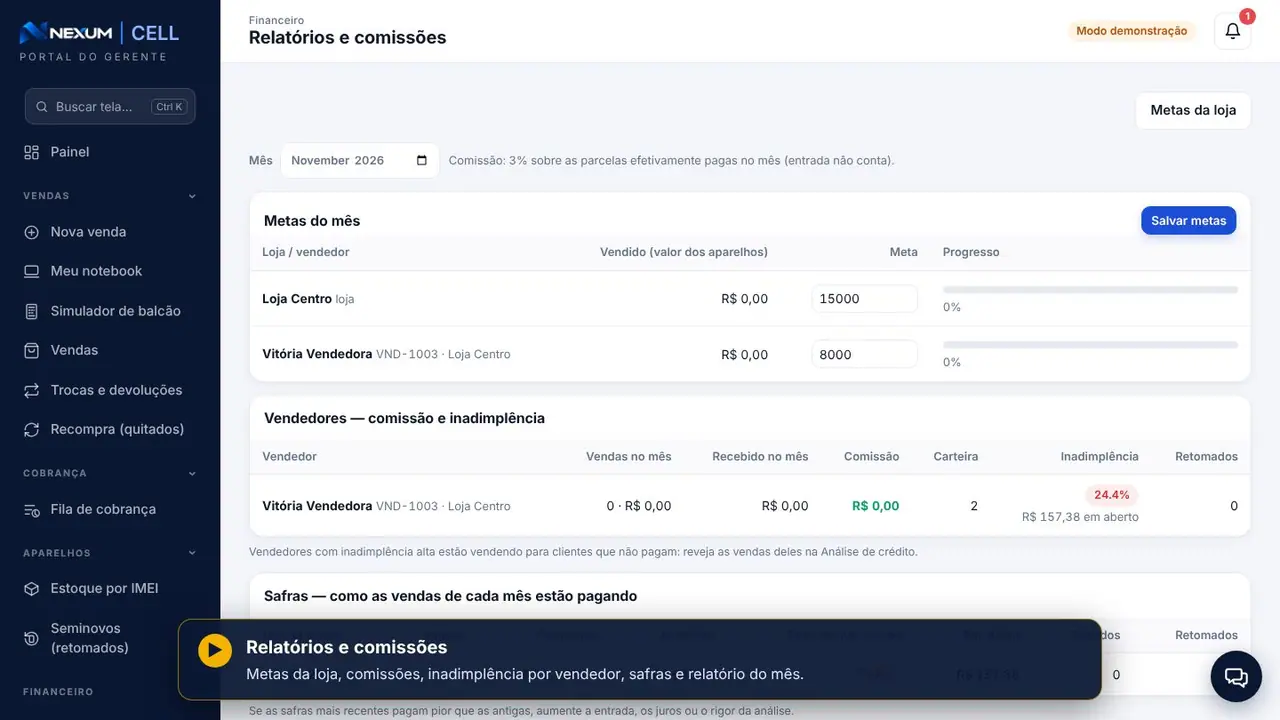 NEXUM | CELL
PORTAL DO GERENTE
Buscar tela... Ctrl K
Painel
VENDAS
Nova venda
Meu notebook
Simulador de balcão
Vendas
Trocas e devoluções
Recompra (quitados)
COBRANÇA
Fila de cobrança
APARELHOS
Estoque por IMEI
Seminovos
(retomados)
FINANCEIRO
Financeiro
Relatórios e comissões
Modo demonstração
1
Metas da loja
Mês November 2026 Comissão: 3% sobre as parcelas efetivamente pagas no mês (entrada não conta).
Metas do mês
Salvar metas
Loja / vendedor Vendido (valor dos aparelhos) Meta Progresso
Loja Centro loja R$ 0,00 15000 0%
Vitória Vendedora VND-1003 · Loja Centro R$ 0,00 8000 0%
Vendedores — comissão e inadimplência
Vendedor Vendas no mês Recebido no mês Comissão Carteira Inadimplência Retomados
Vitória Vendedora VND-1003 · Loja Centro 0 · R$ 0,00 R$ 0,00 R$ 0,00 2 24.4% 0
R$ 157,38 em aberto
Vendedores com inadimplência alta estão vendendo para clientes que não pagam: reveja as vendas deles na Análise de crédito.
Safras — como as vendas de cada mês estão pagando
Retomados
0
Relatórios e comissões
Metas da loja, comissões, inadimplência por vendedor, safras e relatório do mês.
Se as safras mais recentes pagam pior que as antigas, aumente a entrada, os juros ou o rigor da análise.